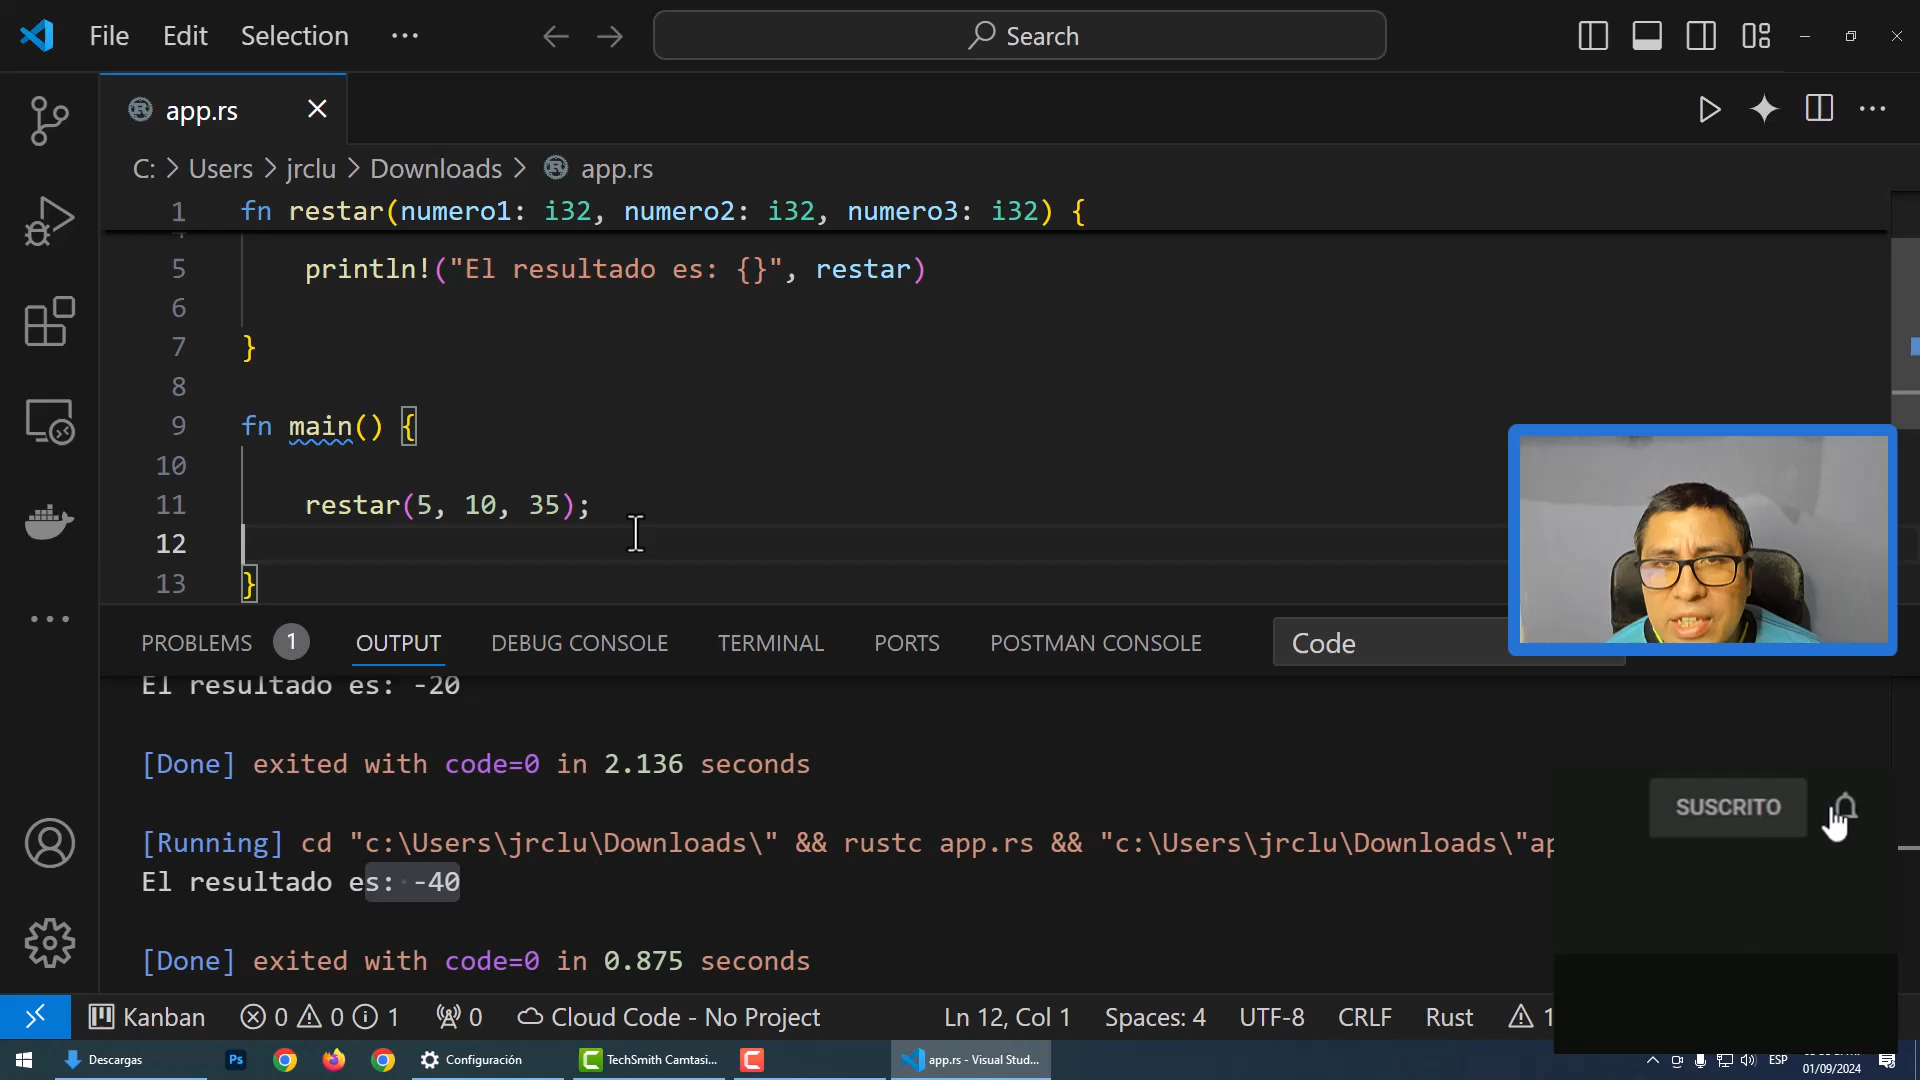 File Edit Selection ··· Search
app.rs
C: > Users > jrclu > Downloads > app.rs
1 fn restar(numero1: i32, numero2: i32, numero3: i32) {
5 println!("El resultado es: {}", restar)
6
7 }
8
9 fn main() {
10
11 restar(5, 10, 35);
12
13 }
PROBLEMS 1 OUTPUT DEBUG CONSOLE TERMINAL PORTS POSTMAN CONSOLE Code
El resultado es: -20
[Done] exited with code=0 in 2.136 seconds
SUSCRITO
[Running] cd "c:\Users\jrclu\Downloads\" && rustc app.rs && "c:\Users\jrclu\Downloads\"ap
El resultado es: -40
[Done] exited with code=0 in 0.875 seconds
Kanban 0 0 1 0 Cloud Code - No Project Ln 12, Col 1 Spaces: 4 UTF-8 CRLF Rust 1
Descargas Ps Configuración TechSmith Camtasi... app.rs - Visual Stud... ESP
01/09/2024